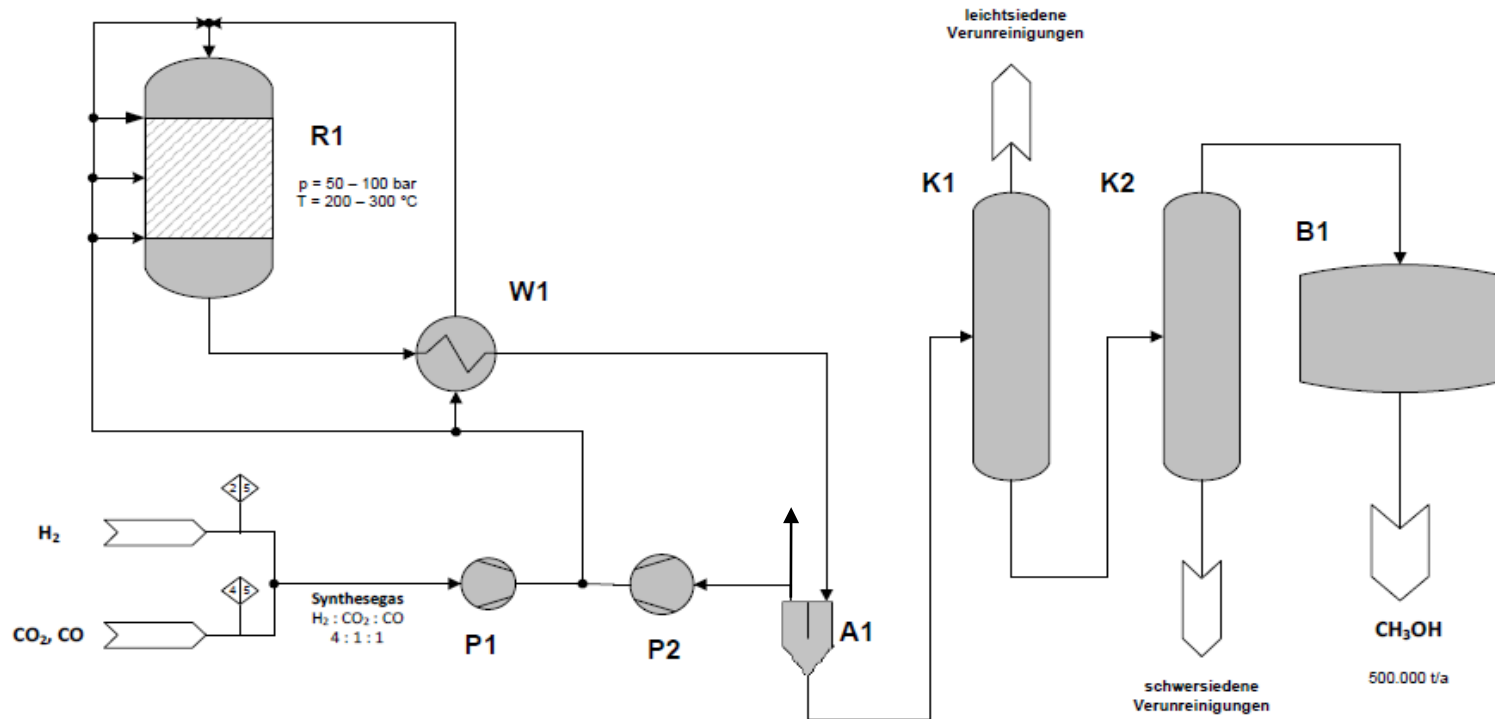 leichtsiedene
Verunreinigungen
R1
p = 50 – 100 bar
T = 200 – 300 °C
K1
K2
B1
W1
2 5
H₂
4 5
CO₂, CO
Synthesegas
H₂ : CO₂ : CO
4 : 1 : 1
P1
P2
A1
CH₃OH
500.000 t/a
schwersiedene
Verunreinigungen